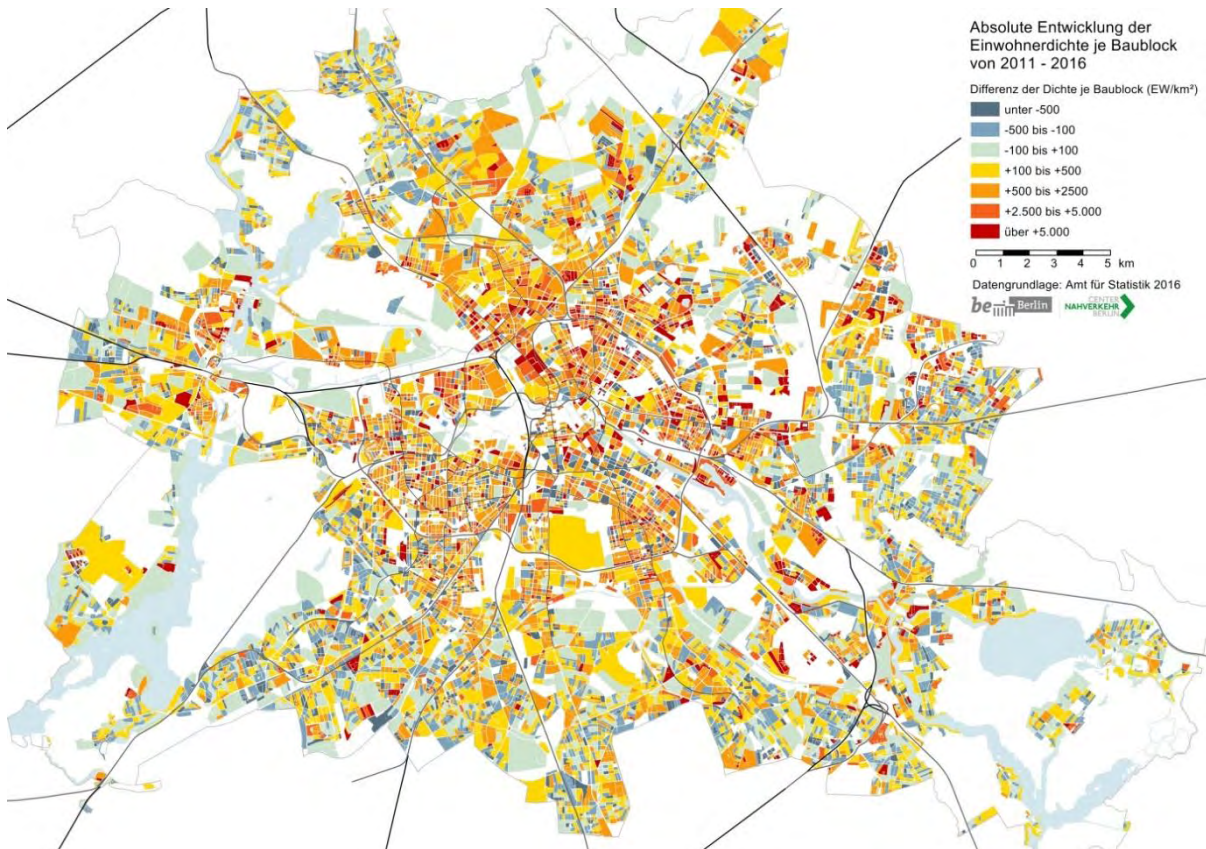 Absolute Entwicklung der
Einwohnerdichte je Baublock
von 2011 - 2016
Differenz der Dichte je Baublock (EW/km²)
unter -500
-500 bis -100
-100 bis +100
+100 bis +500
+500 bis +2500
+2.500 bis +5.000
über +5.000
0 1 2 3 4 5 km
Datengrundlage: Amt für Statistik 2016
be Berlin
CENTER
NAHVERKEHR
BERLIN